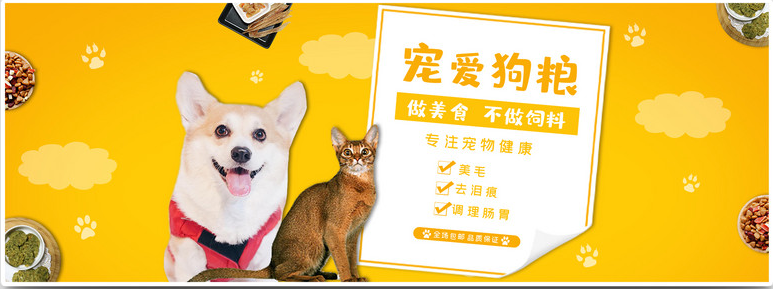 宠爱狗粮
做美食 不做饲料
专注宠物健康
美毛
去泪痕
调理肠胃
全场包邮 品质保证